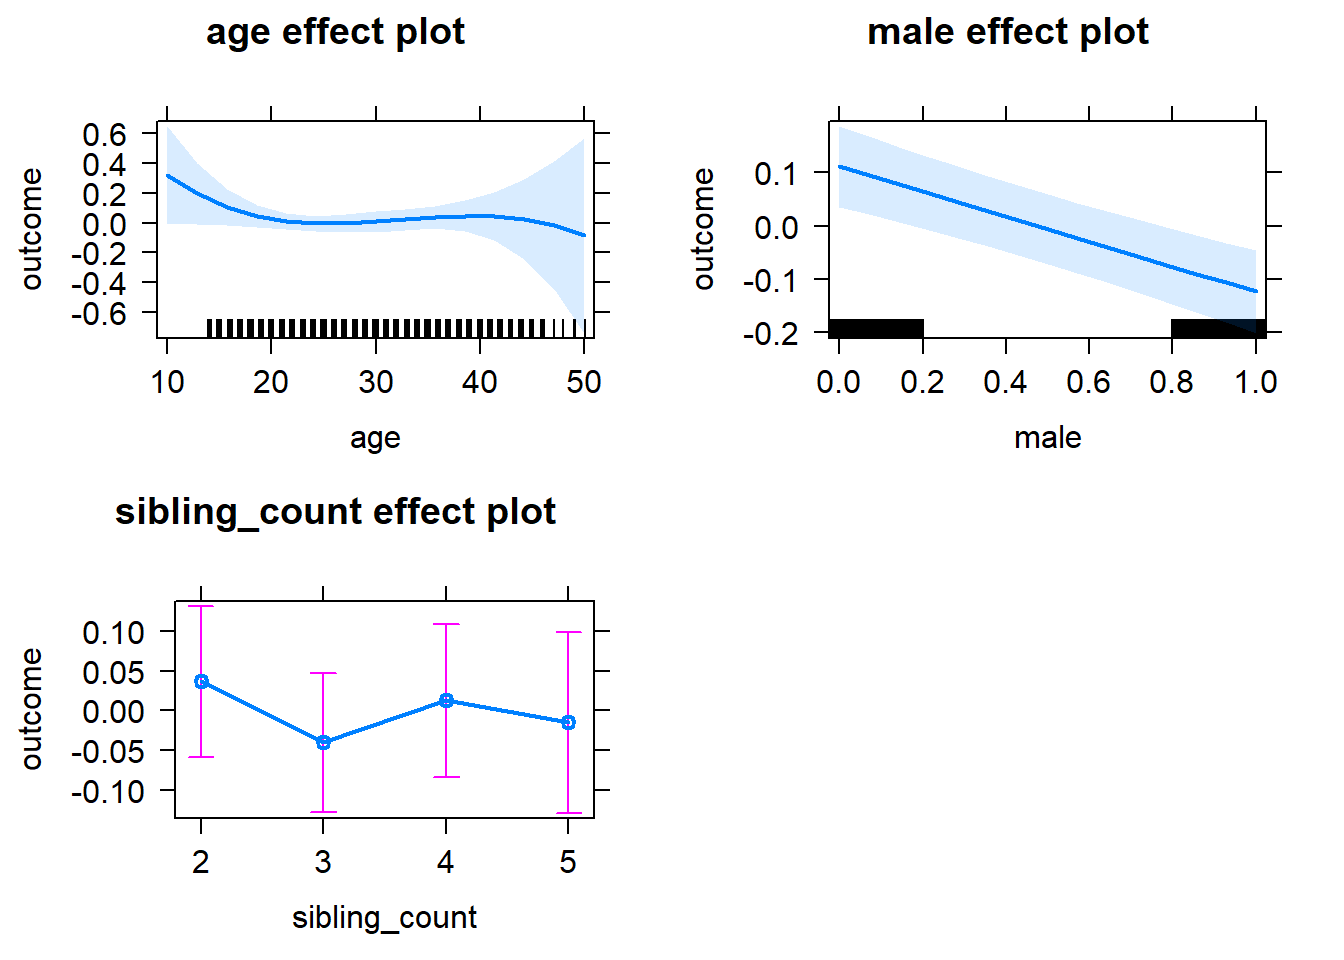 age effect plot
outcome
0.6
0.4
0.2
0.0
-0.2
-0.4
-0.6
10 20 30 40 50
age
male effect plot
outcome
0.1
0.0
-0.1
-0.2
0.0 0.2 0.4 0.6 0.8 1.0
male
sibling_count effect plot
outcome
0.10
0.05
0.00
-0.05
-0.10
2 3 4 5
sibling_count